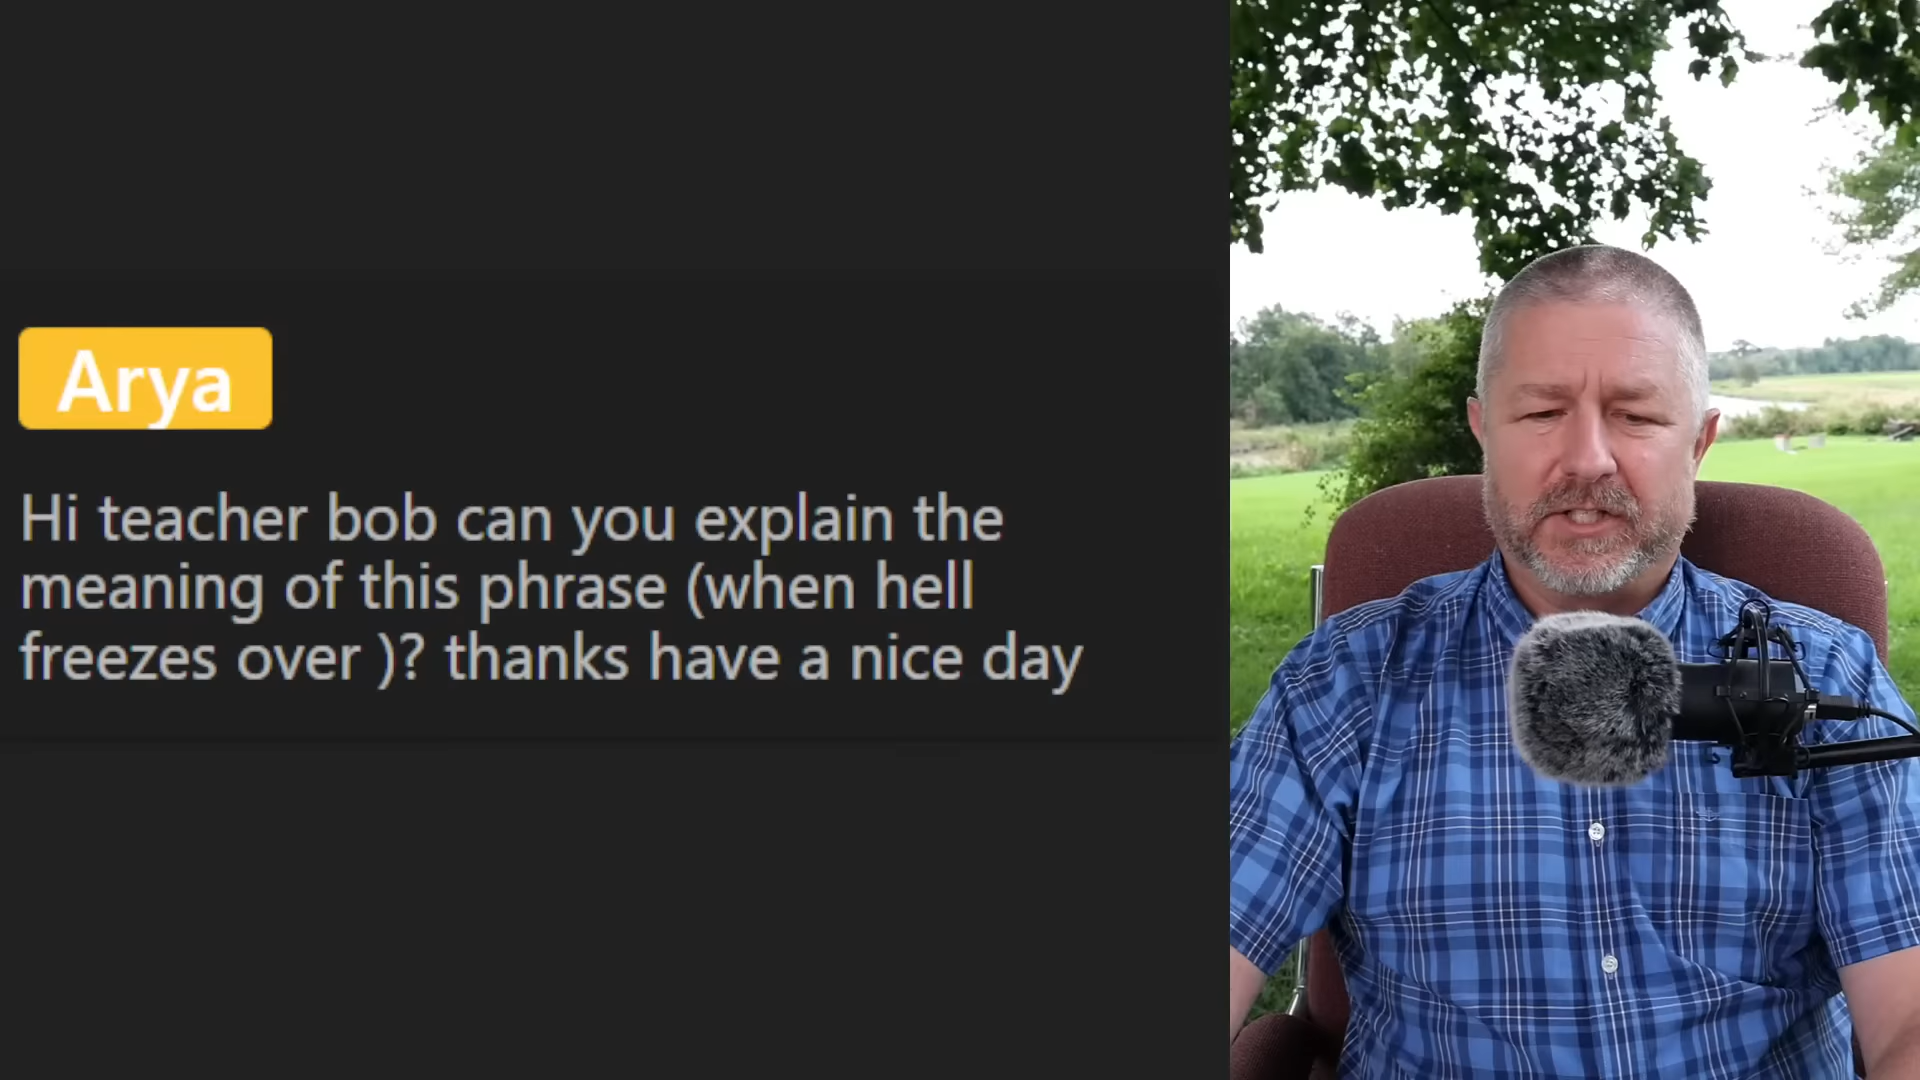 Arya
Hi teacher bob can you explain the
meaning of this phrase (when hell
freezes over )? thanks have a nice day